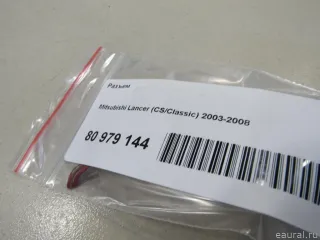 Разъем
Mitsubishi Lancer (CS/Classic) 2003-2008
80 979 144
eaural.ru